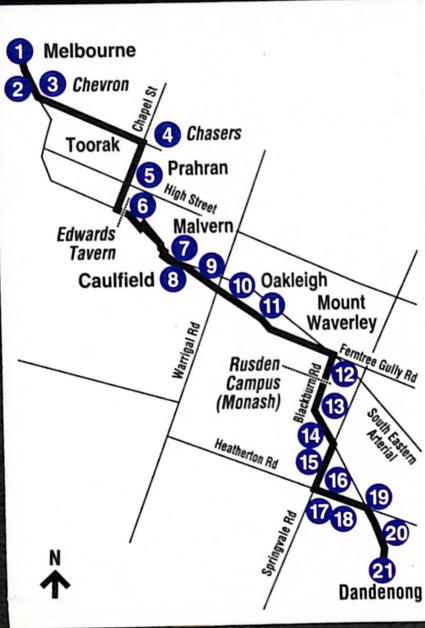 1 Melbourne
2 3 Chevron
Chapel St
4 Chasers
Toorak
5 Prahran
High Street
6
Edwards
Tavern
Malvern
7
Caulfield 8
9
10 Oakleigh
11
Mount
Waverley
Warrigal Rd
Ferntree Gully Rd
Rusden
Campus
(Monash)
12
Blackburn Rd
13
South Eastern
Arterial
14
Heatherton Rd
15
16
17 18
19
Springvale Rd
20
21
Dandenong
N